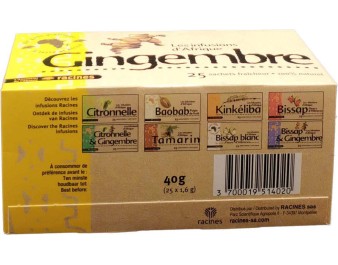 Les infusions
d'Afrique
Gingembre
25 sachets fraîcheur
racines
Découvrez les
infusions Racines
Ontdek de infusies
van Racines
Discover the Racines
infusions
Citronnelle
Baobab
Kinkéliba
Bissap
Citronnelle
& Gingembre
Tamarin
Bissap blanc
Bissap
& Gingembre
À consommer de
préférence avant le
Ten minste
houdbaar tot
Best before
40g
(25 x 1,6 g)
3 700019 514020
racines
RACINES sas
racines-sa.com